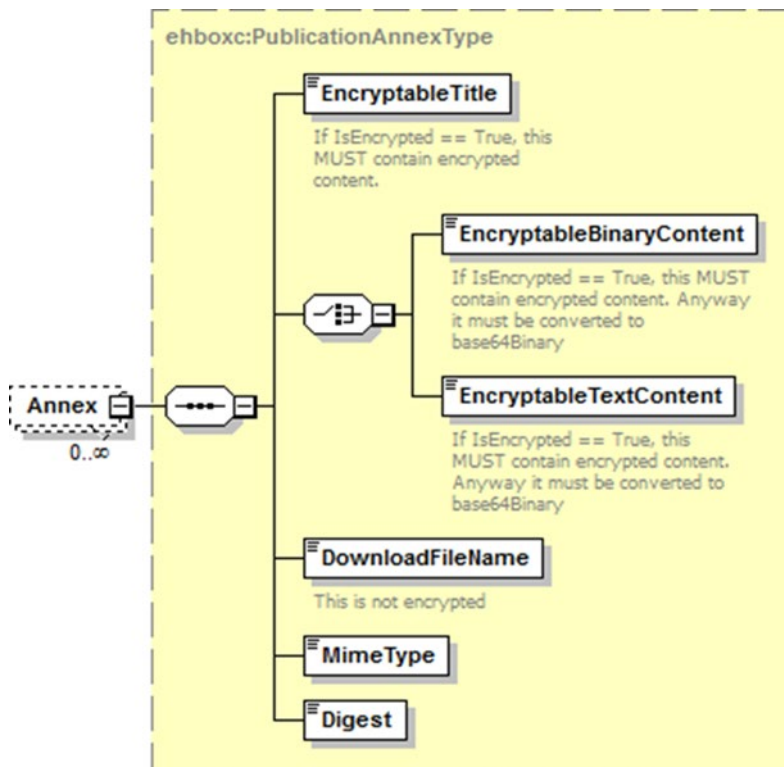 ehboxc:PublicationAnnexType
EncryptableTitle
If IsEncrypted == True, this
MUST contain encrypted
content.
EncryptableBinaryContent
If IsEncrypted == True, this MUST
contain encrypted content. Anyway
it must be converted to
base64Binary
EncryptableTextContent
If IsEncrypted == True, this
MUST contain encrypted content.
Anyway it must be converted to
base64Binary
Annex
0..∞
DownloadFileName
This is not encrypted
MimeType
Digest